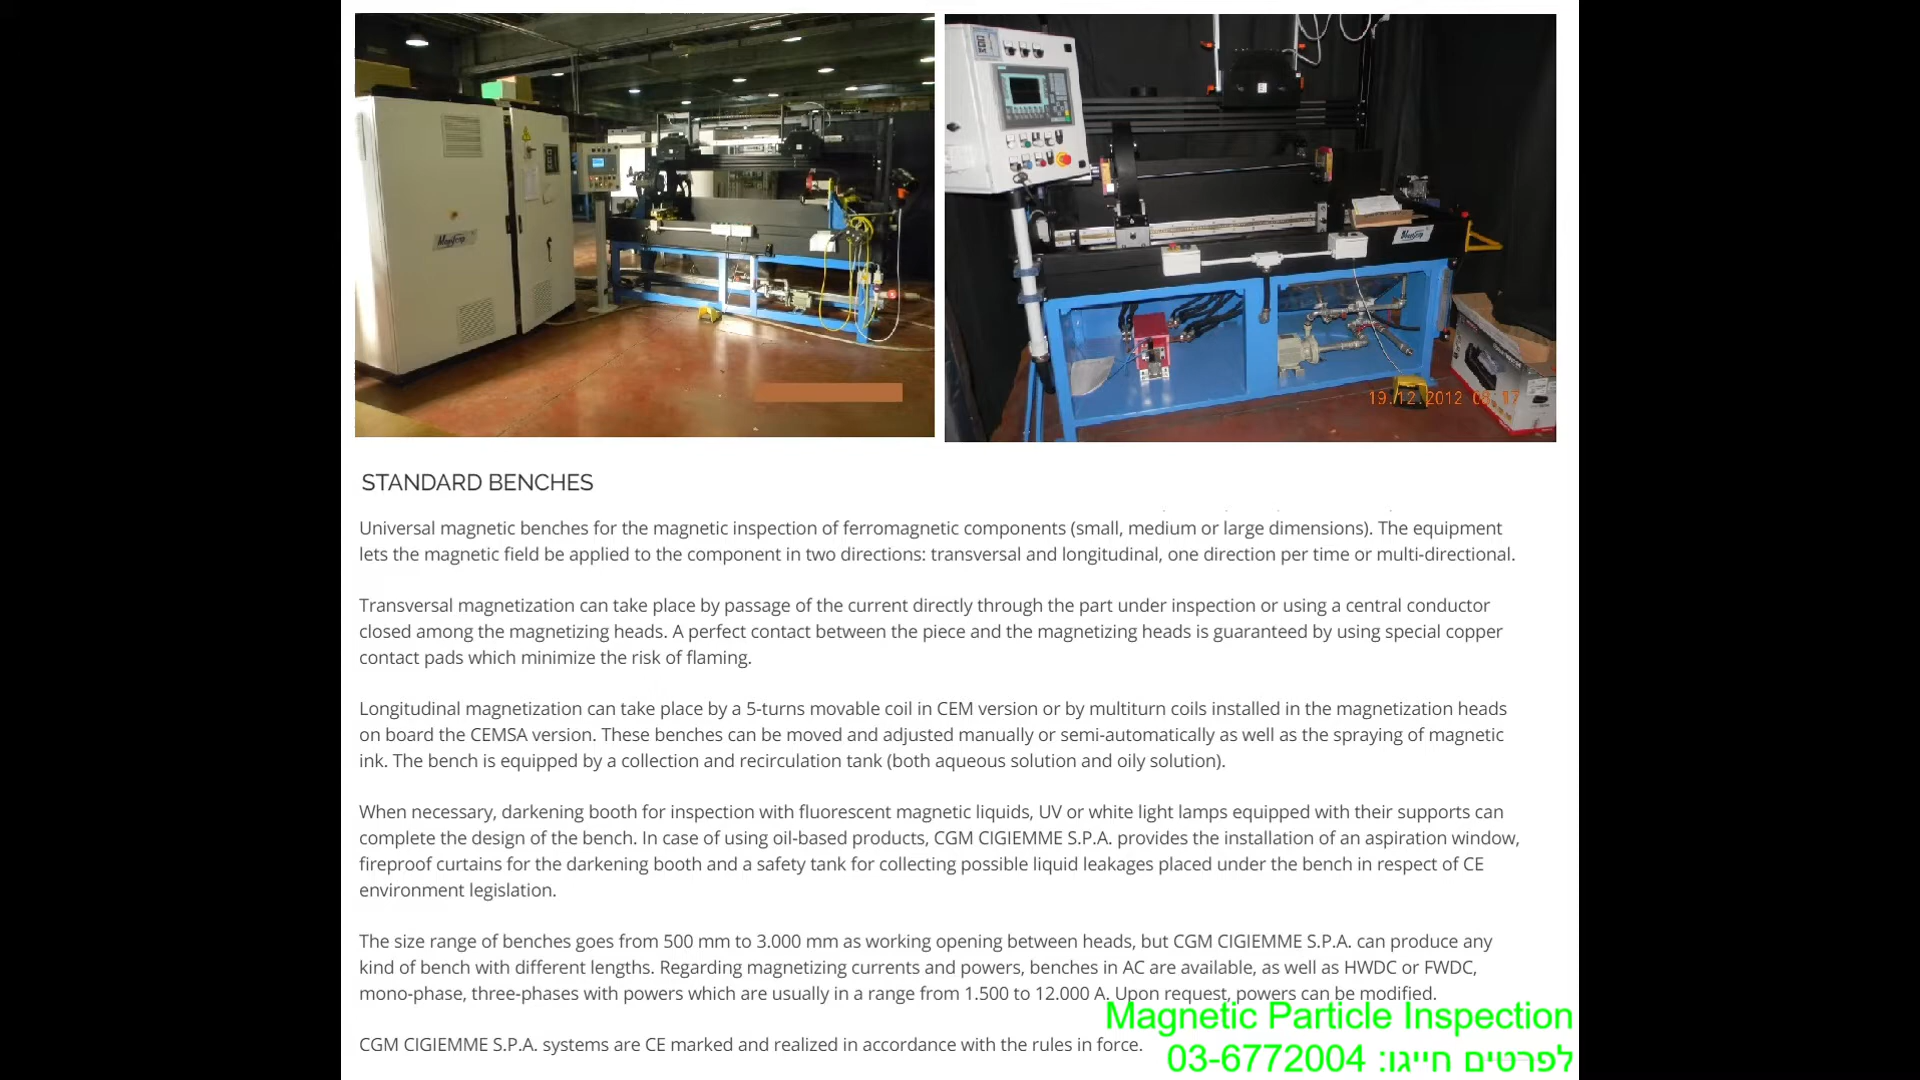 19.12.2012
STANDARD BENCHES
Universal magnetic benches for the magnetic inspection of ferromagnetic components (small, medium or large dimensions). The equipment
lets the magnetic field be applied to the component in two directions: transversal and longitudinal, one direction per time or multi-directional.
Transversal magnetization can take place by passage of the current directly through the part under inspection or using a central conductor
closed among the magnetizing heads. A perfect contact between the piece and the magnetizing heads is guaranteed by using special copper
contact pads which minimize the risk of flaming.
Longitudinal magnetization can take place by a 5-turns movable coil in CEM version or by multiturn coils installed in the magnetization heads
on board the CEMSA version. These benches can be moved and adjusted manually or semi-automatically as well as the spraying of magnetic
ink. The bench is equipped by a collection and recirculation tank (both aqueous solution and oily solution).
When necessary, darkening booth for inspection with fluorescent magnetic liquids, UV or white light lamps equipped with their supports can
complete the design of the bench. In case of using oil-based products, CGM CIGIEMME S.P.A. provides the installation of an aspiration window,
fireproof curtains for the darkening booth and a safety tank for collecting possible liquid leakages placed under the bench in respect of CE
environment legislation.
The size range of benches goes from 500 mm to 3.000 mm as working opening between heads, but CGM CIGIEMME S.P.A. can produce any
kind of bench with different lengths. Regarding magnetizing currents and powers, benches in AC are available, as well as HWDC or FWDC,
mono-phase, three-phases with powers which are usually in a range from 1.500 to 12.000 A. Upon request, powers can be modified.
CGM CIGIEMME S.P.A. systems are CE marked and realized in accordance with the rules in force.
Magnetic Particle Inspection
לפרטים חייגו: 03-6772004